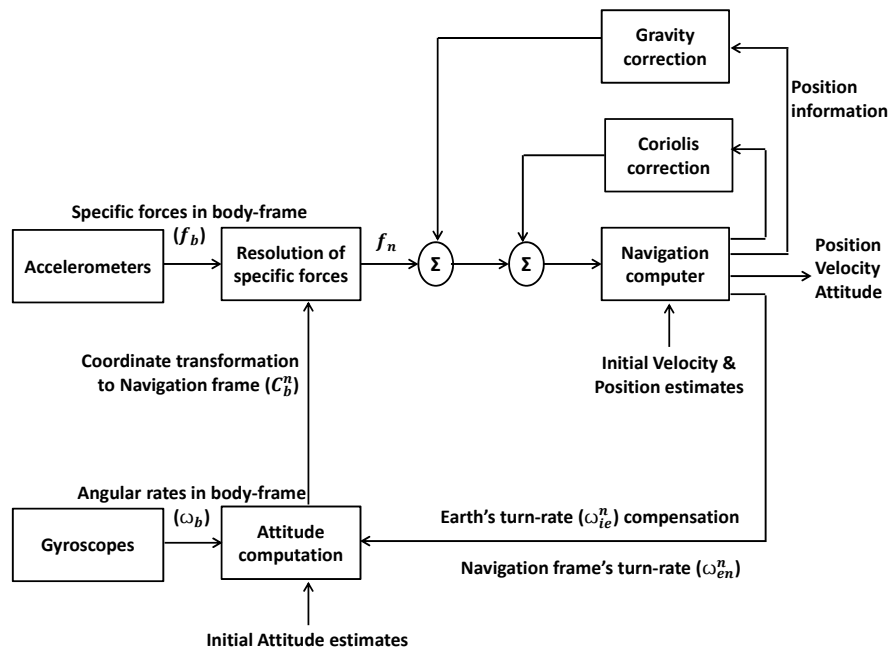 Gravity
correction
Position
information
Coriolis
correction
Specific forces in body-frame
(f_b)
f_n
Accelerometers
Resolution of
specific forces
Σ
Σ
Navigation
computer
Position
Velocity
Attitude
Coordinate transformation
to Navigation frame (C_b^n)
Initial Velocity &
Position estimates
Angular rates in body-frame
(ω_b)
Gyroscopes
Attitude
computation
Earth's turn-rate (ω_ie^n) compensation
Navigation frame's turn-rate (ω_en^n)
Initial Attitude estimates